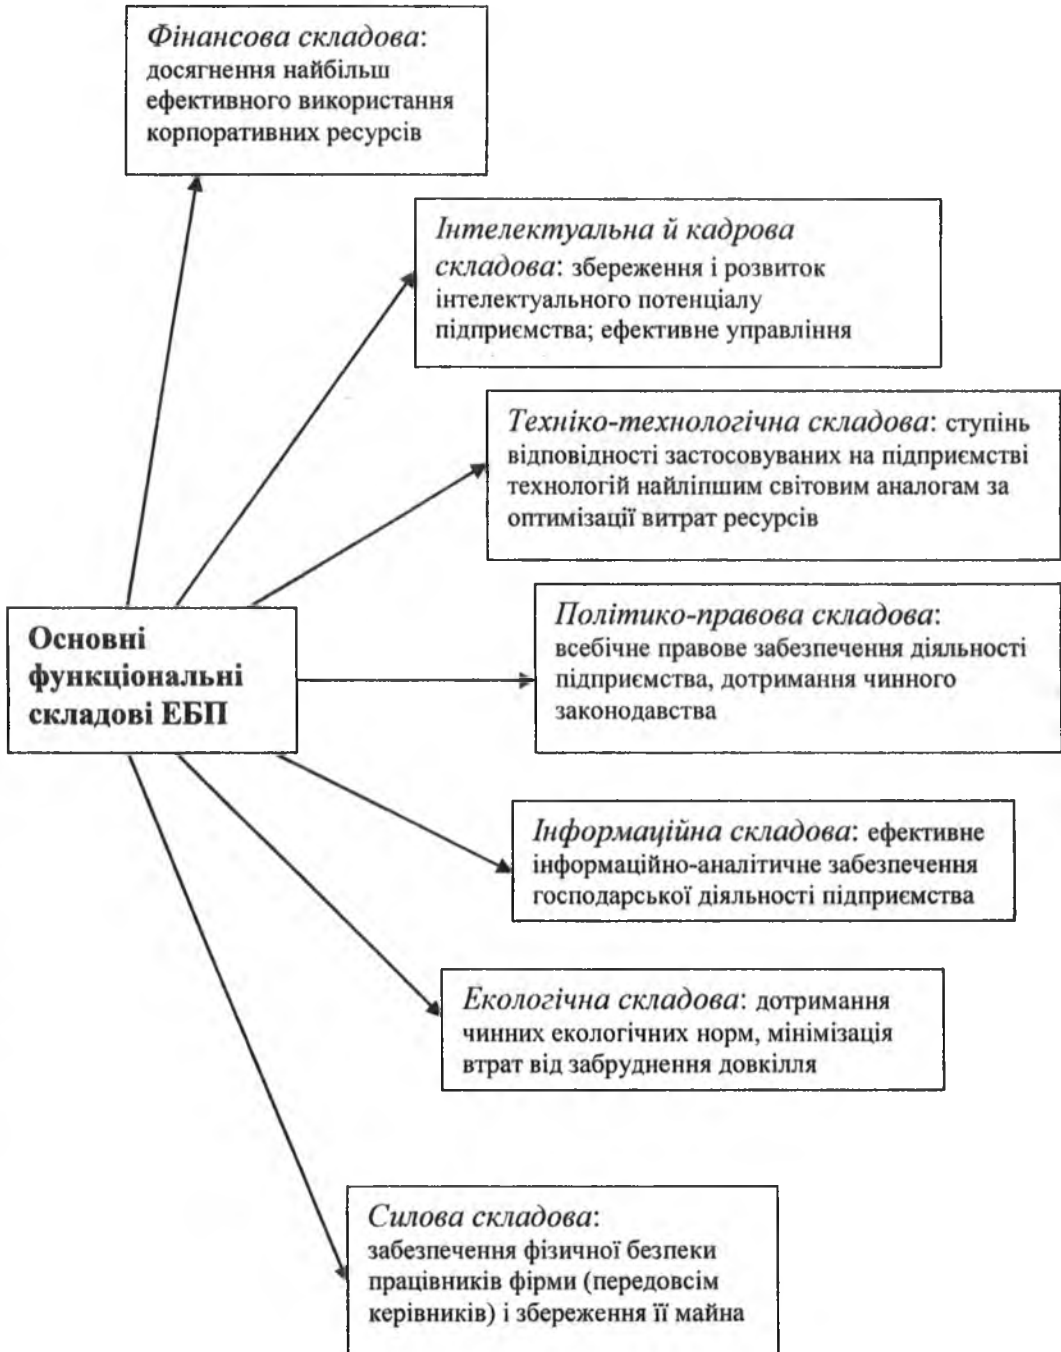 Фінансова складова:
досягнення найбільш
ефективного використання
корпоративних ресурсів
Інтелектуальна й кадрова
складова: збереження і розвиток
інтелектуального потенціалу
підприємства; ефективне управління
Техніко-технологічна складова: ступінь
відповідності застосовуваних на підприємстві
технологій найліпшим світовим аналогам за
оптимізації витрат ресурсів
Основні
функціональні
складові ЕБП
Політико-правова складова:
всебічне правове забезпечення діяльності
підприємства, дотримання чинного
законодавства
Інформаційна складова: ефективне
інформаційно-аналітичне забезпечення
господарської діяльності підприємства
Екологічна складова: дотримання
чинних екологічних норм, мінімізація
втрат від забруднення довкілля
Силова складова:
забезпечення фізичної безпеки
працівників фірми (передовсім
керівників) і збереження її майна